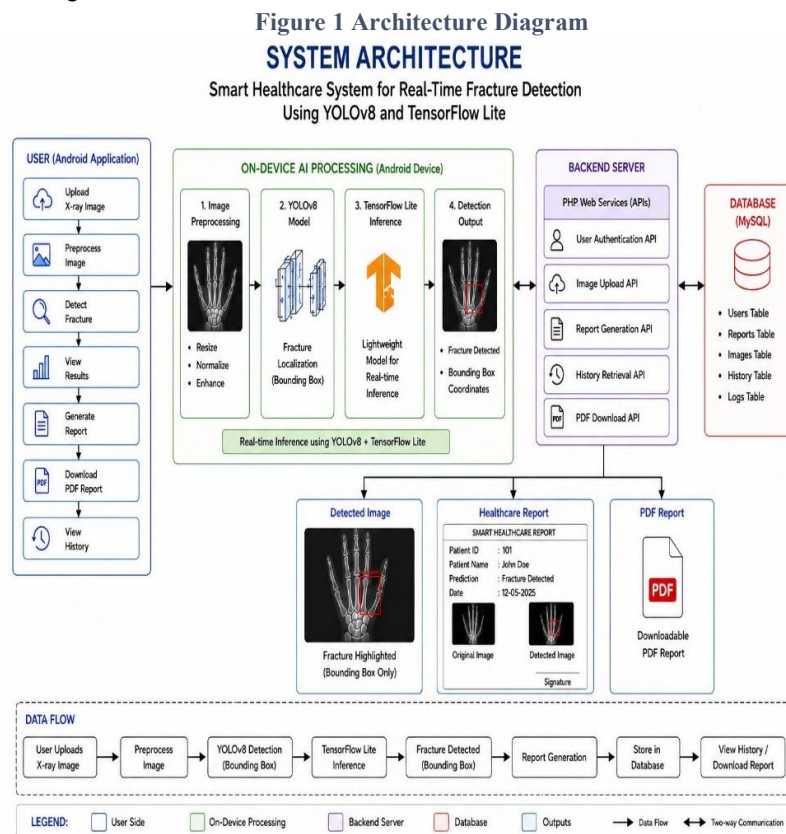 Figure 1 Architecture Diagram
SYSTEM ARCHITECTURE
Smart Healthcare System for Real-Time Fracture Detection
Using YOLOv8 and TensorFlow Lite
USER (Android Application)
Upload
X-ray Image
Preprocess
Image
Detect
Fracture
View
Results
Generate
Report
PDF
Download
PDF Report
View
History
ON-DEVICE AI PROCESSING (Android Device)
1. Image
Preprocessing
• Resize
• Normalize
• Enhance
2. YOLOv8
Model
Fracture
Localization
(Bounding Box)
3. TensorFlow Lite
Inference
Lightweight
Model for
Real-time
Inference
4. Detection
Output
• Fracture Detected
• Bounding Box
Coordinates
Real-time Inference using YOLOv8 + TensorFlow Lite
BACKEND SERVER
PHP Web Services (APIs)
User Authentication API
Image Upload API
Report Generation API
History Retrieval API
PDF
PDF Download API
DATABASE
(MySQL)
• Users Table
• Reports Table
• Images Table
• History Table
• Logs Table
Detected Image
Fracture Highlighted
(Bounding Box Only)
Healthcare Report
SMART HEALTHCARE REPORT
Patient ID : 101
Patient Name : John Doe
Prediction : Fracture Detected
Date : 12-05-2025
Original Image
Detected Image
Signature
PDF Report
PDF
Downloadable
PDF Report
DATA FLOW
User Uploads
X-ray Image
Preprocess
Image
YOLOv8 Detection
(Bounding Box)
TensorFlow Lite
Inference
Fracture Detected
(Bounding Box)
Report Generation
Store in
Database
View History /
Download Report
LEGEND:
User Side
On-Device Processing
Backend Server
Database
Outputs
Data Flow
Two-way Communication